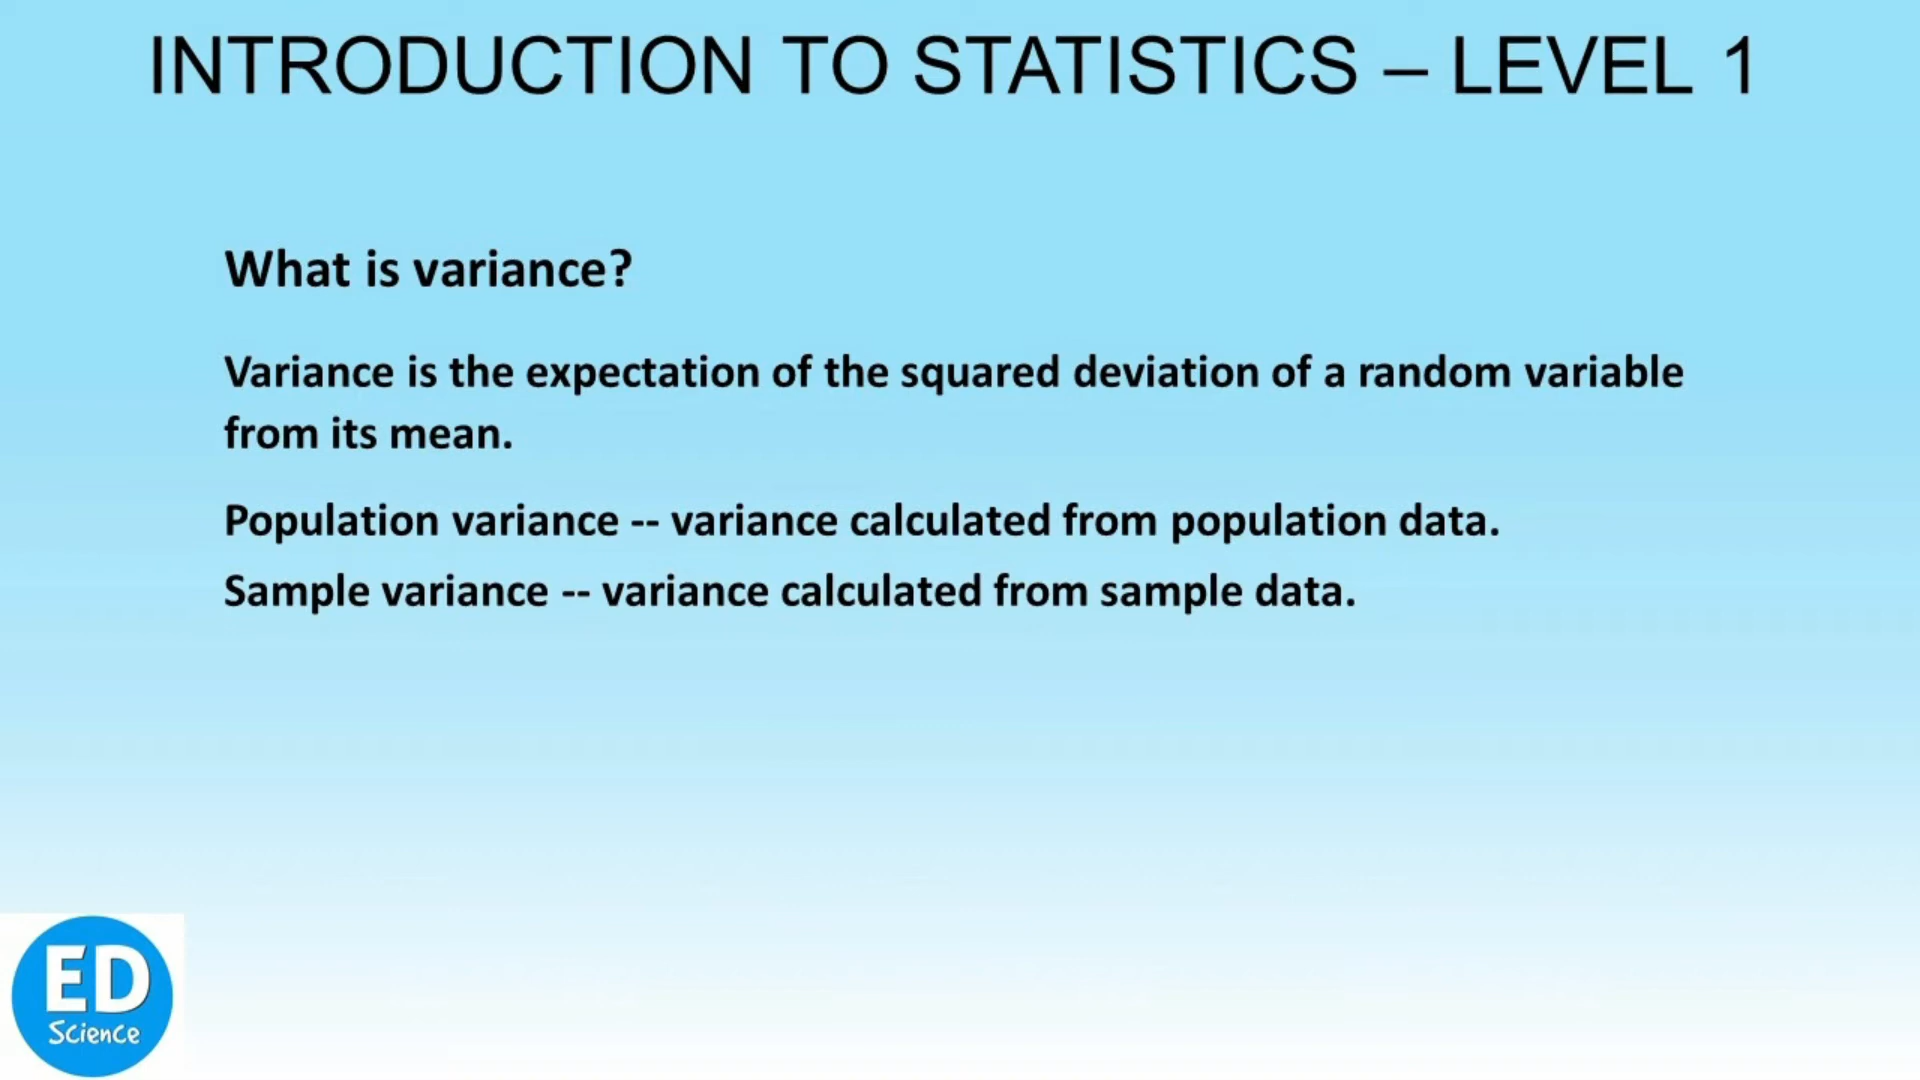 INTRODUCTION TO STATISTICS – LEVEL 1
What is variance?
Variance is the expectation of the squared deviation of a random variable
from its mean.
Population variance -- variance calculated from population data.
Sample variance -- variance calculated from sample data.
ED
Science